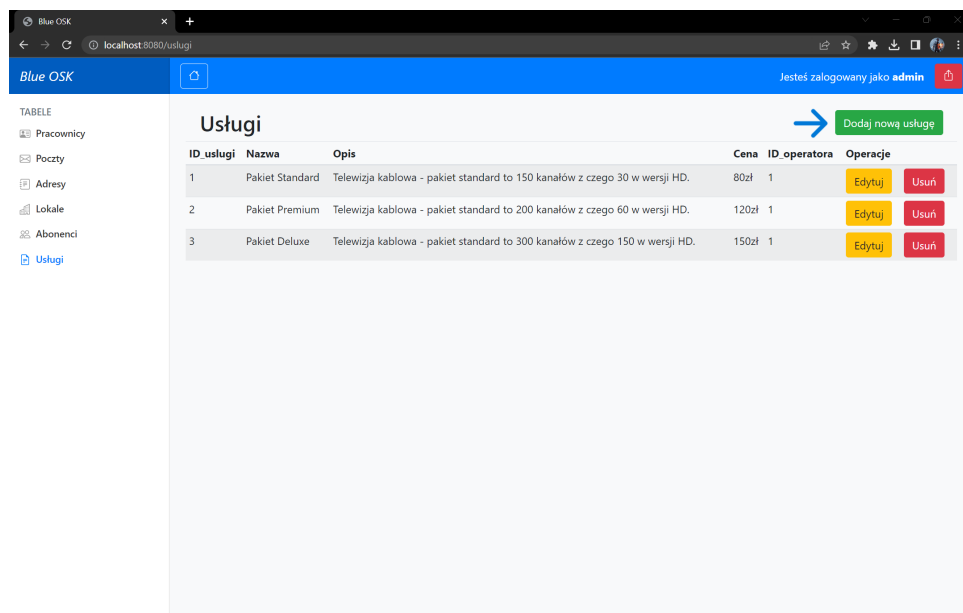 Blue OSK
localhost:8080/uslugi
Blue OSK
Jesteś zalogowany jako admin
TABELE
Pracownicy
Poczty
Adresy
Lokale
Abonenci
Usługi
Usługi
Dodaj nową usługę
ID_uslugi Nazwa Opis Cena ID_operatora Operacje
1 Pakiet Standard Telewizja kablowa - pakiet standard to 150 kanałów z czego 30 w wersji HD. 80zł 1 Edytuj Usuń
2 Pakiet Premium Telewizja kablowa - pakiet standard to 200 kanałów z czego 60 w wersji HD. 120zł 1 Edytuj Usuń
3 Pakiet Deluxe Telewizja kablowa - pakiet standard to 300 kanałów z czego 150 w wersji HD. 150zł 1 Edytuj Usuń